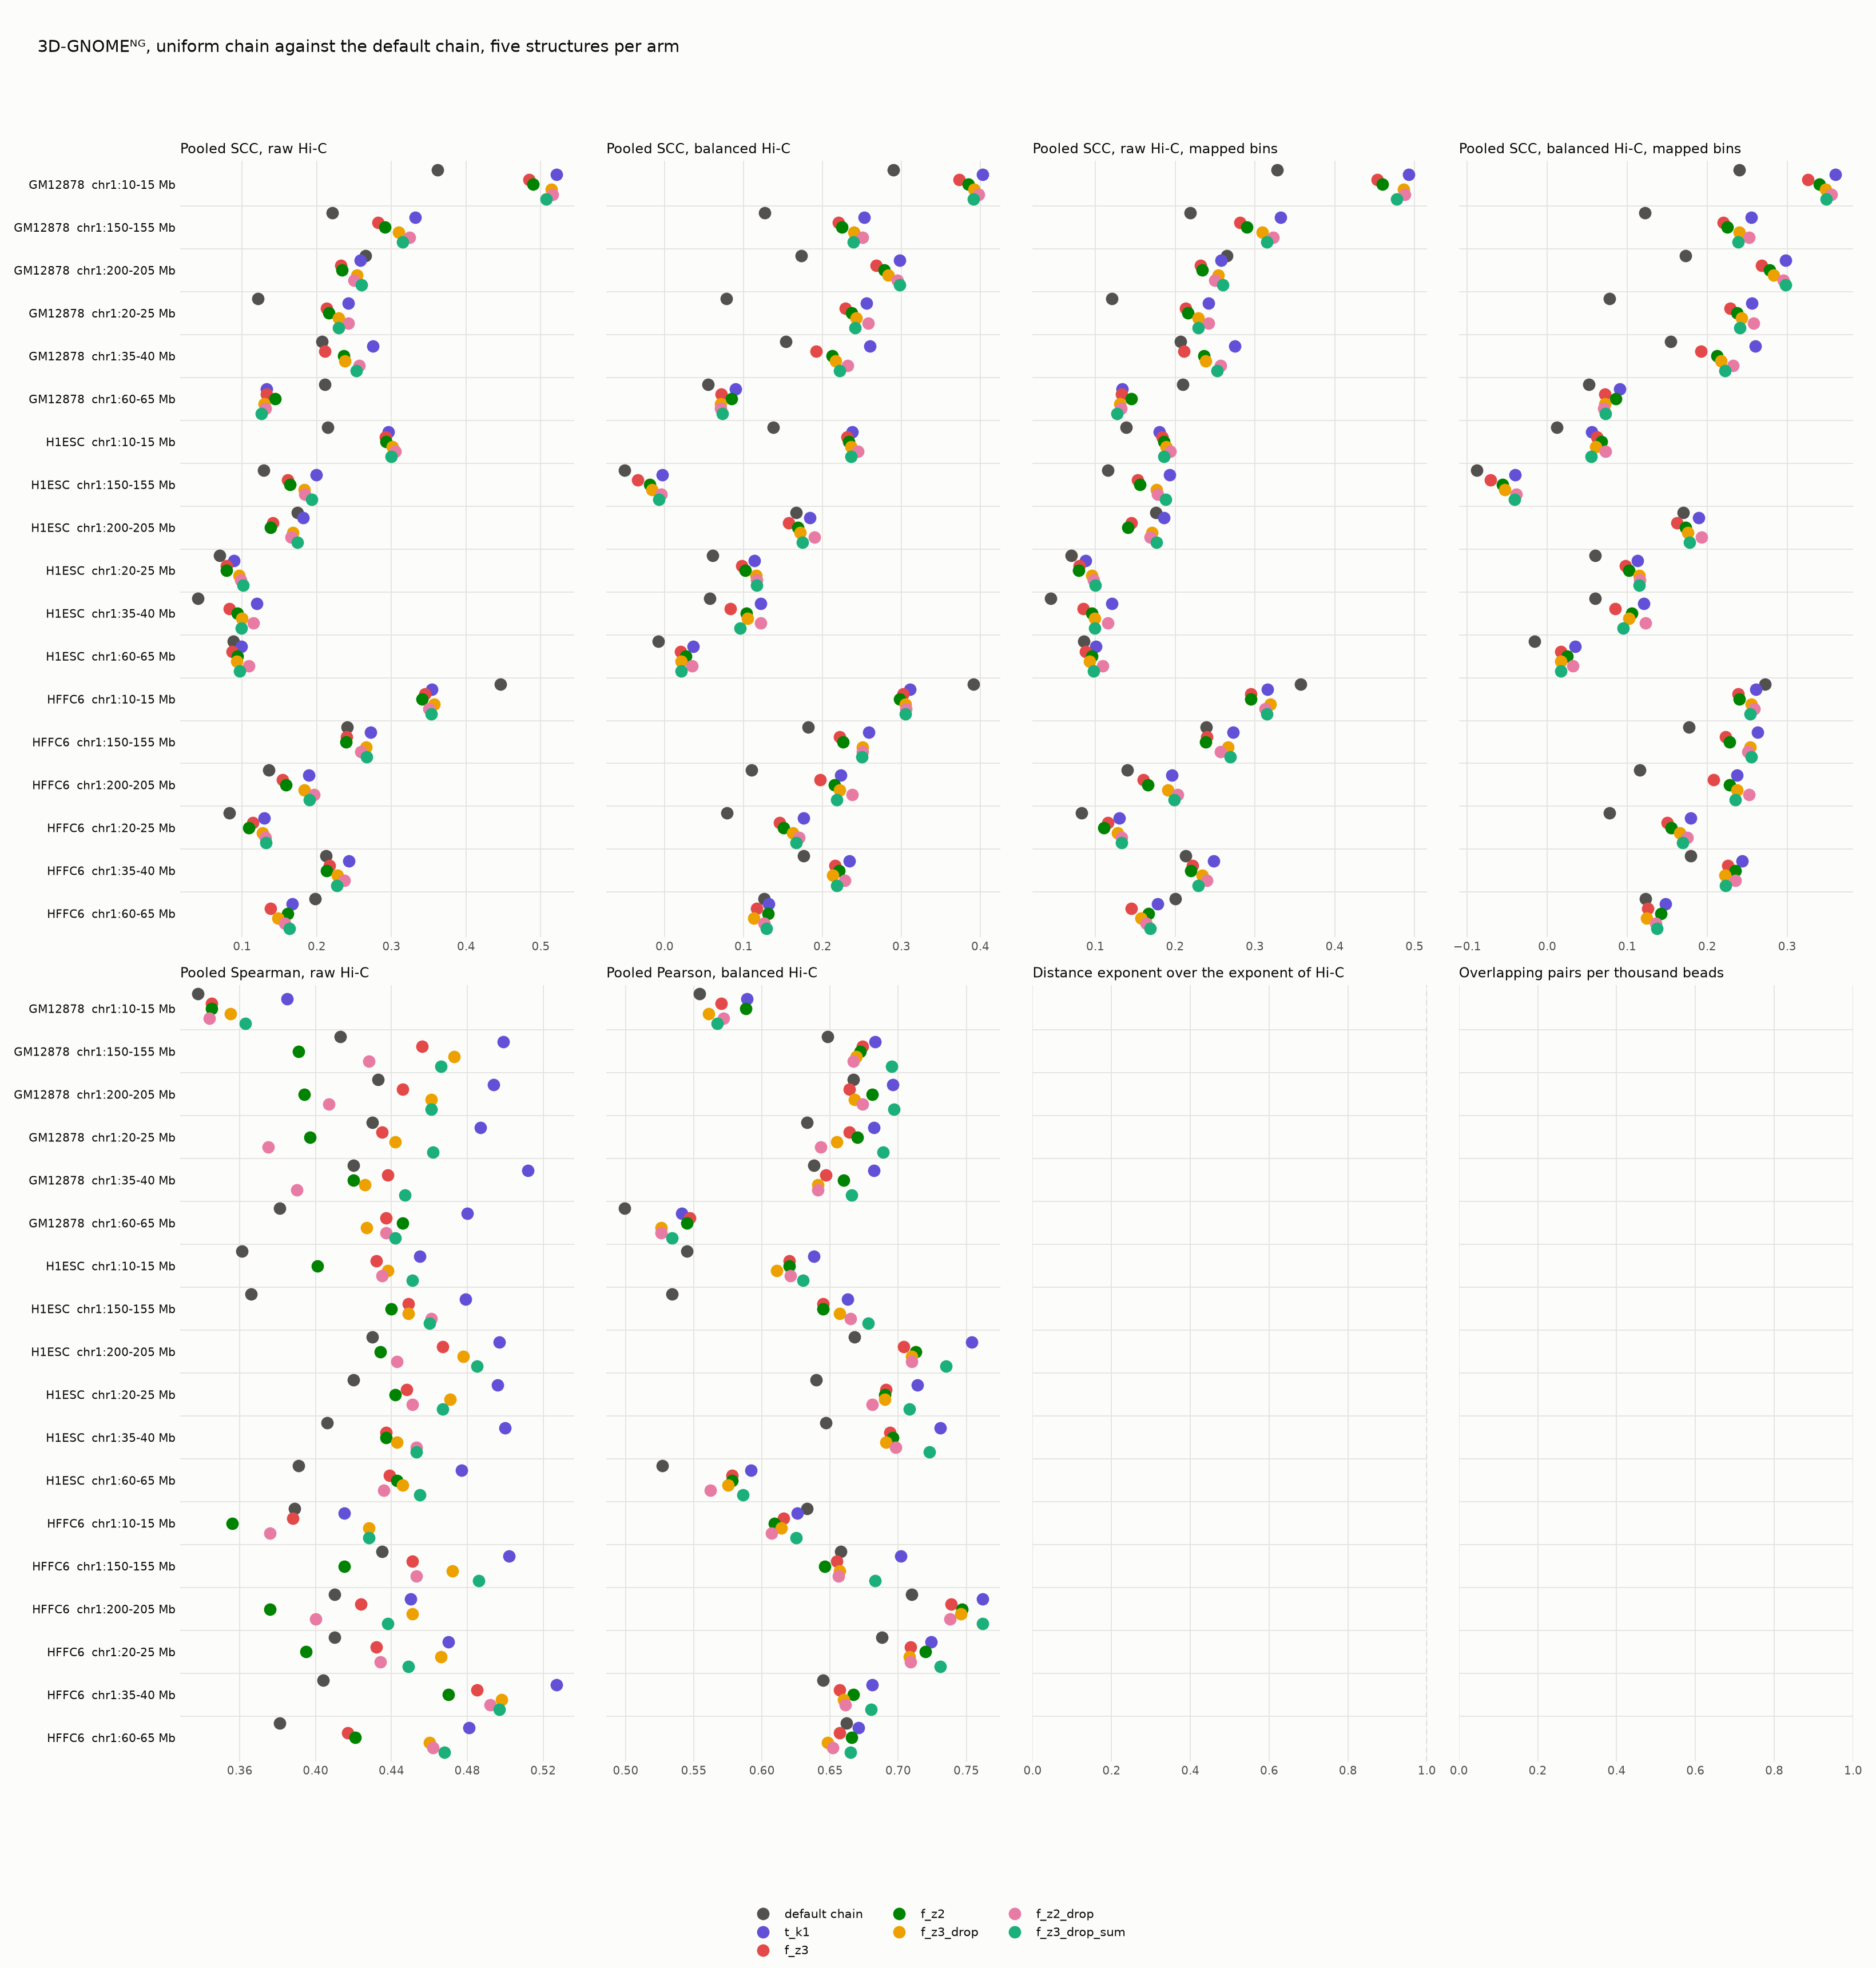 3D-GNOMEᴺᴳ, uniform chain against the default chain, five structures per arm
Pooled SCC, raw Hi-C
Pooled SCC, balanced Hi-C
Pooled SCC, raw Hi-C, mapped bins
Pooled SCC, balanced Hi-C, mapped bins
GM12878 chr1:10-15 Mb
GM12878 chr1:150-155 Mb
GM12878 chr1:200-205 Mb
GM12878 chr1:20-25 Mb
GM12878 chr1:35-40 Mb
GM12878 chr1:60-65 Mb
H1ESC chr1:10-15 Mb
H1ESC chr1:150-155 Mb
H1ESC chr1:200-205 Mb
H1ESC chr1:20-25 Mb
H1ESC chr1:35-40 Mb
H1ESC chr1:60-65 Mb
HFFC6 chr1:10-15 Mb
HFFC6 chr1:150-155 Mb
HFFC6 chr1:200-205 Mb
HFFC6 chr1:20-25 Mb
HFFC6 chr1:35-40 Mb
HFFC6 chr1:60-65 Mb
0.1 0.2 0.3 0.4 0.5
0.0 0.1 0.2 0.3 0.4
0.1 0.2 0.3 0.4 0.5
−0.1 0.0 0.1 0.2 0.3
Pooled Spearman, raw Hi-C
Pooled Pearson, balanced Hi-C
Distance exponent over the exponent of Hi-C
Overlapping pairs per thousand beads
GM12878 chr1:10-15 Mb
GM12878 chr1:150-155 Mb
GM12878 chr1:200-205 Mb
GM12878 chr1:20-25 Mb
GM12878 chr1:35-40 Mb
GM12878 chr1:60-65 Mb
H1ESC chr1:10-15 Mb
H1ESC chr1:150-155 Mb
H1ESC chr1:200-205 Mb
H1ESC chr1:20-25 Mb
H1ESC chr1:35-40 Mb
H1ESC chr1:60-65 Mb
HFFC6 chr1:10-15 Mb
HFFC6 chr1:150-155 Mb
HFFC6 chr1:200-205 Mb
HFFC6 chr1:20-25 Mb
HFFC6 chr1:35-40 Mb
HFFC6 chr1:60-65 Mb
0.36 0.40 0.44 0.48 0.52
0.50 0.55 0.60 0.65 0.70 0.75
0.0 0.2 0.4 0.6 0.8 1.0
0.0 0.2 0.4 0.6 0.8 1.0
default chain
t_k1
f_z3
f_z2
f_z3_drop
f_z2_drop
f_z3_drop_sum